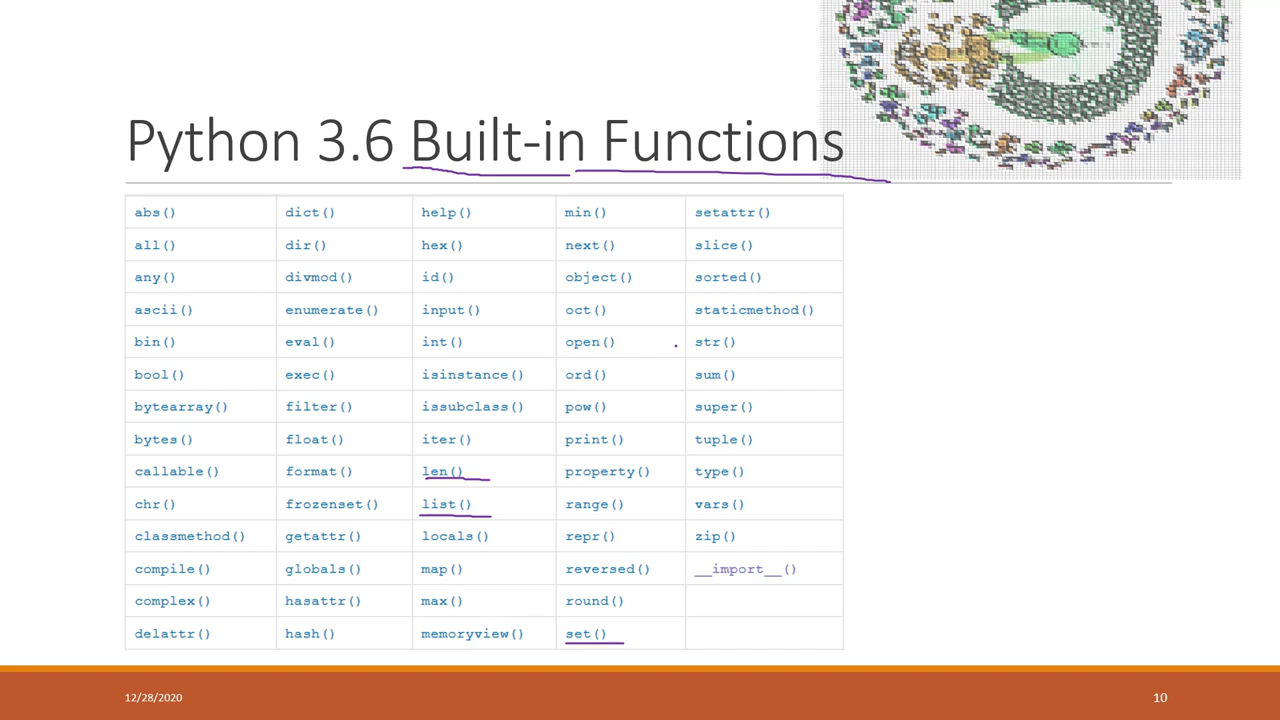 Python 3.6 Built-in Functions
abs() dict() help() min() setattr()
all() dir() hex() next() slice()
any() divmod() id() object() sorted()
ascii() enumerate() input() oct() staticmethod()
bin() eval() int() open() str()
bool() exec() isinstance() ord() sum()
bytearray() filter() issubclass() pow() super()
bytes() float() iter() print() tuple()
callable() format() len() property() type()
chr() frozenset() list() range() vars()
classmethod() getattr() locals() repr() zip()
compile() globals() map() reversed() __import__()
complex() hasattr() max() round()
delattr() hash() memoryview() set()
12/28/2020 10